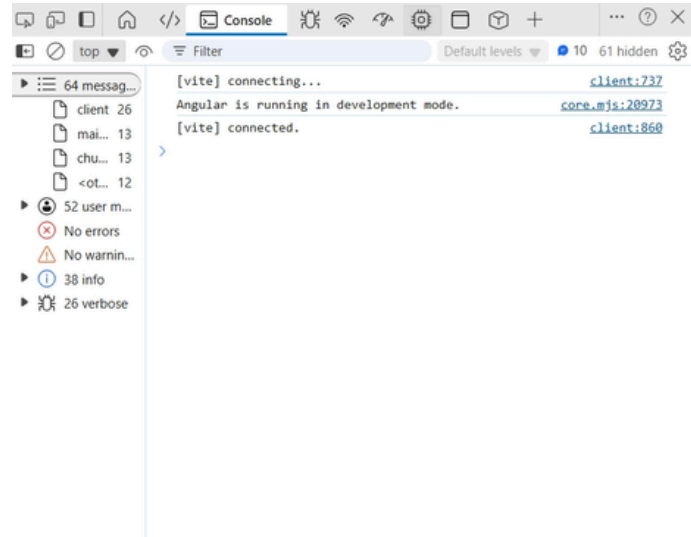 Console
top Filter Default levels 10 61 hidden
64 messag...
client 26
mai... 13
chu... 13
<ot... 12
52 user m...
No errors
No warnin...
38 info
26 verbose
[vite] connecting... client:737
Angular is running in development mode. core.mjs:20973
[vite] connected. client:860